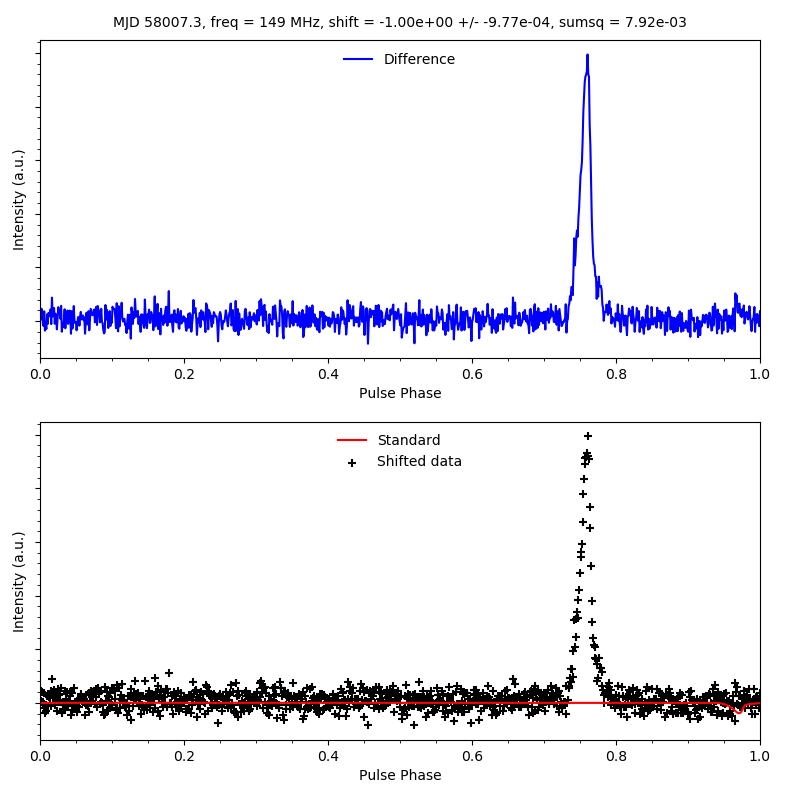 MJD 58007.3, freq = 149 MHz, shift = -1.00e+00 +/- -9.77e-04, sumsq = 7.92e-03
Difference
Intensity (a.u.)
0.0 0.2 0.4 0.6 0.8 1.0
Pulse Phase
Standard
Shifted data
Intensity (a.u.)
0.0 0.2 0.4 0.6 0.8 1.0
Pulse Phase